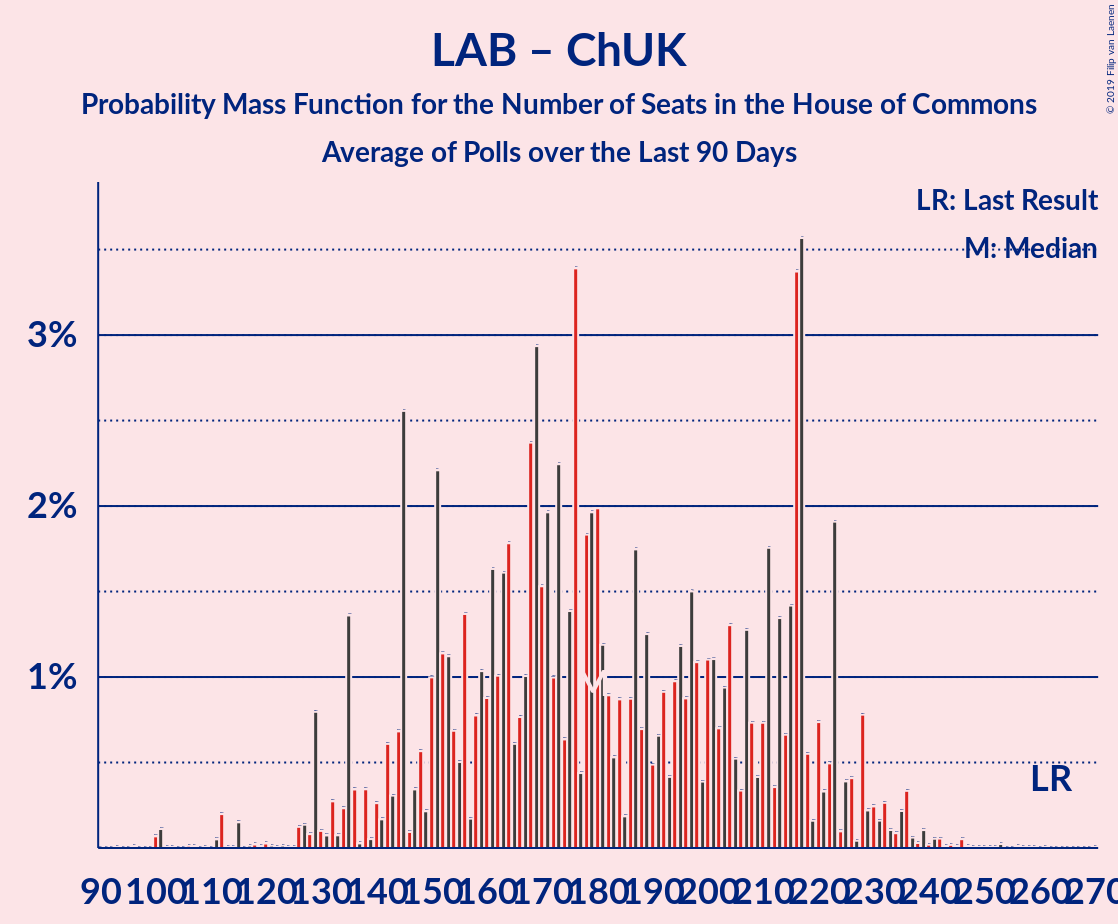 LAB – ChUK
Probability Mass Function for the Number of Seats in the House of Commons
Average of Polls over the Last 90 Days
© 2019 Filip van Laenen
LR: Last Result
M: Median
3%
2%
1%
M
LR
90 100 110 120 130 140 150 160 170 180 190 200 210 220 230 240 250 260 270